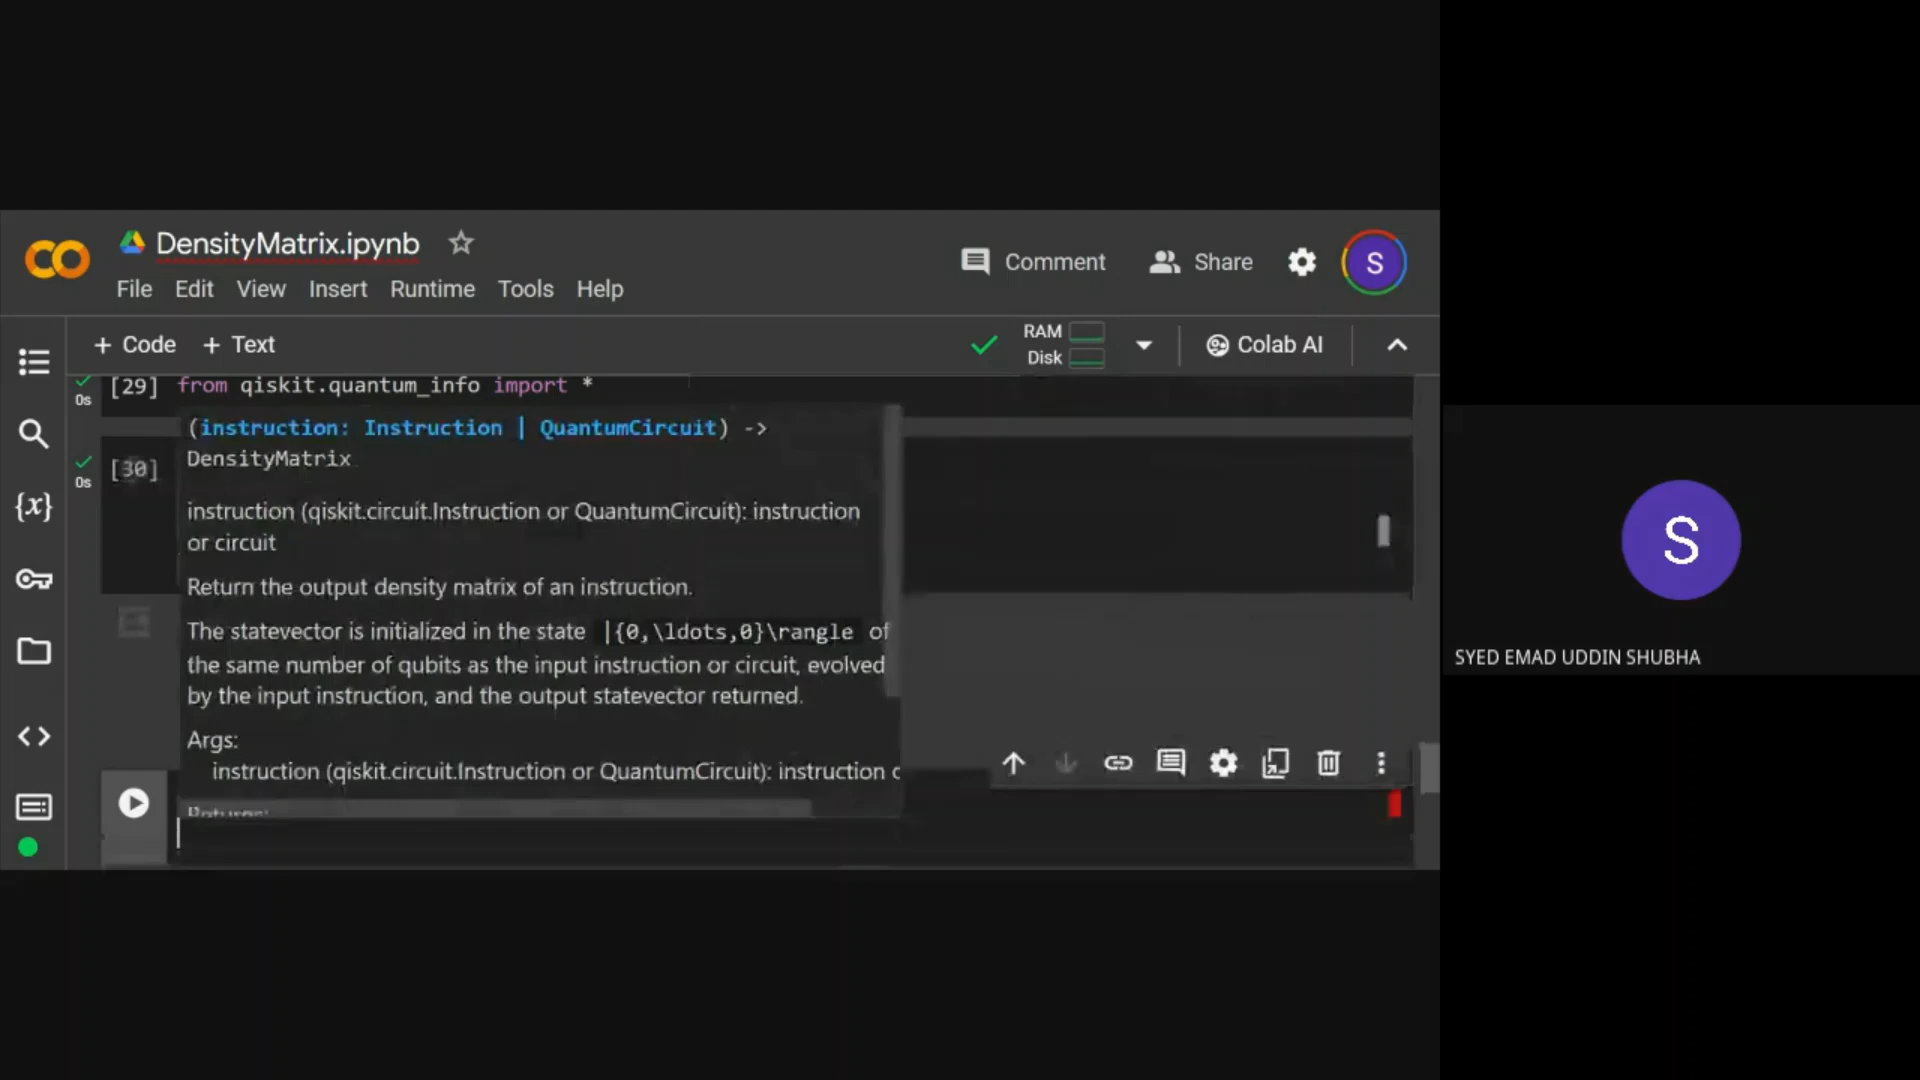 DensityMatrix.ipynb
File Edit View Insert Runtime Tools Help
Comment Share S
+ Code + Text
RAM
Disk
Colab AI
0s [29] from qiskit.quantum_info import *
(instruction: Instruction | QuantumCircuit) ->
DensityMatrix
0s [30]
instruction (qiskit.circuit.Instruction or QuantumCircuit): instruction
or circuit
Return the output density matrix of an instruction.
The statevector is initialized in the state |{0,\ldots,0}\rangle of
the same number of qubits as the input instruction or circuit, evolved
by the input instruction, and the output statevector returned.
Args:
instruction (qiskit.circuit.Instruction or QuantumCircuit): instruction c
Returns:
{x}
S
SYED EMAD UDDIN SHUBHA